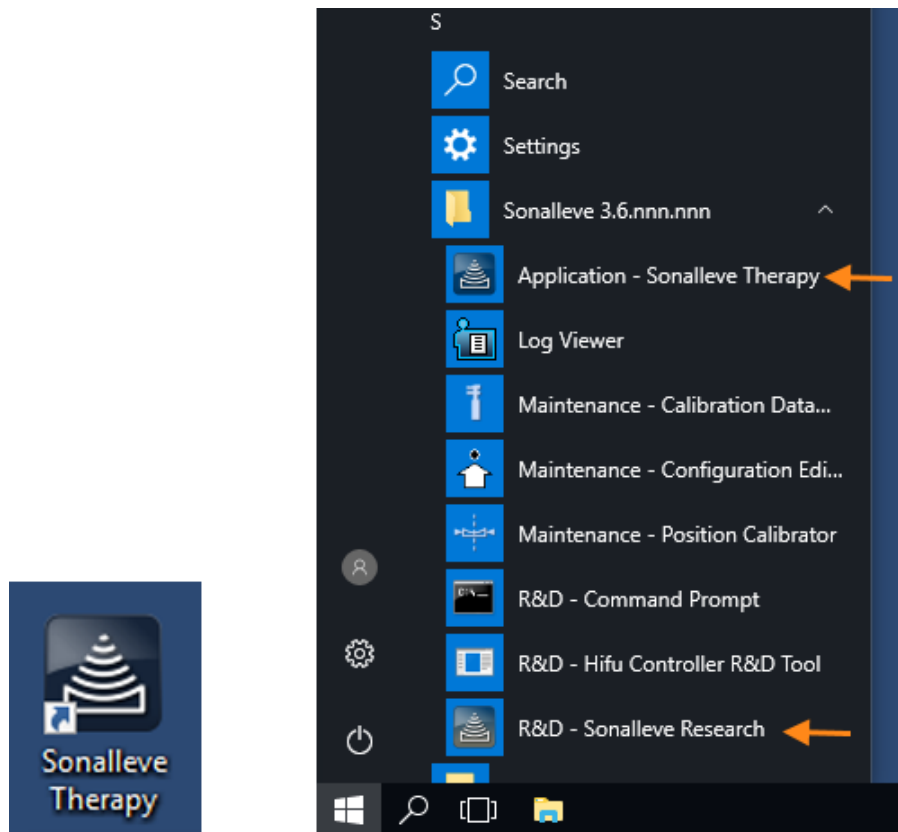 S
Search
Settings
Sonalleve 3.6.nnn.nnn
Application - Sonalleve Therapy
Log Viewer
Maintenance - Calibration Data...
Maintenance - Configuration Edi...
Maintenance - Position Calibrator
R&D - Command Prompt
R&D - Hifu Controller R&D Tool
R&D - Sonalleve Research
Sonalleve
Therapy